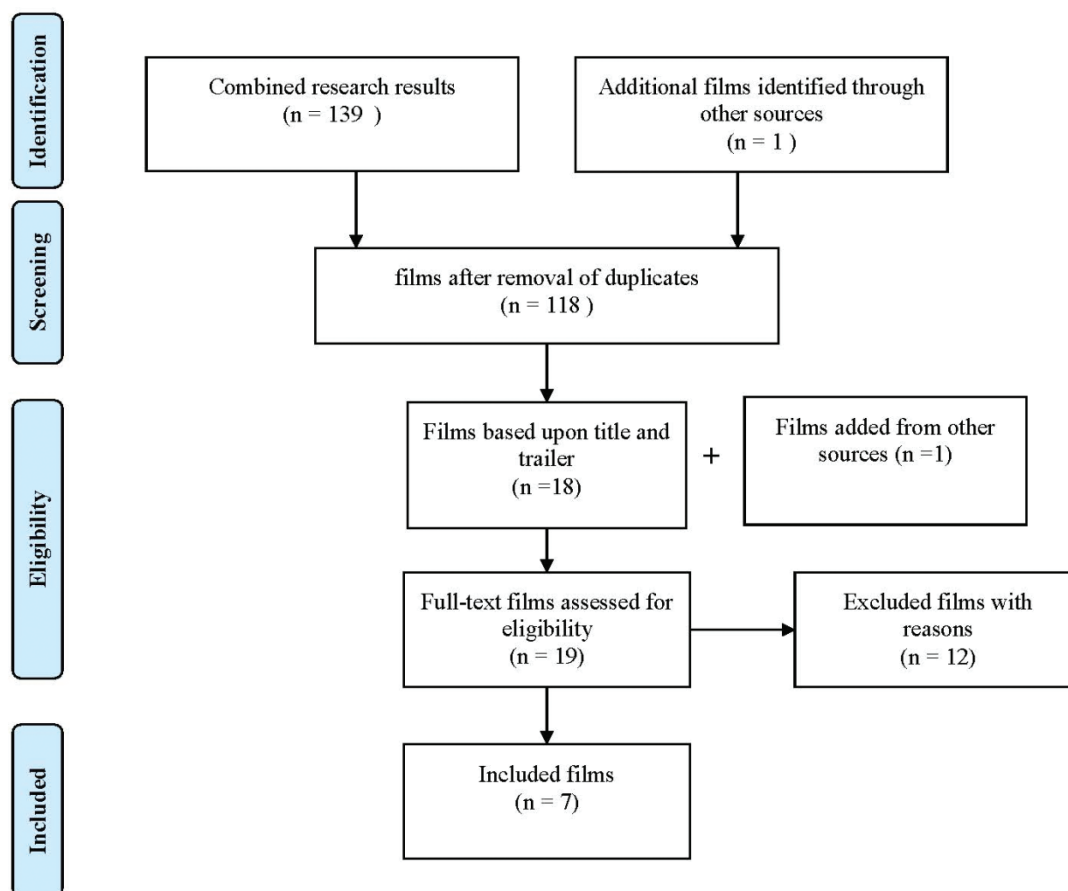 Identification
Combined research results
(n = 139 )
Additional films identified through
other sources
(n = 1 )
Screening
films after removal of duplicates
(n = 118 )
Eligibility
Films based upon title and
trailer
(n =18)
+
Films added from other
sources (n =1)
Full-text films assessed for
eligibility
(n = 19)
Excluded films with
reasons
(n = 12)
Included
Included films
(n = 7)